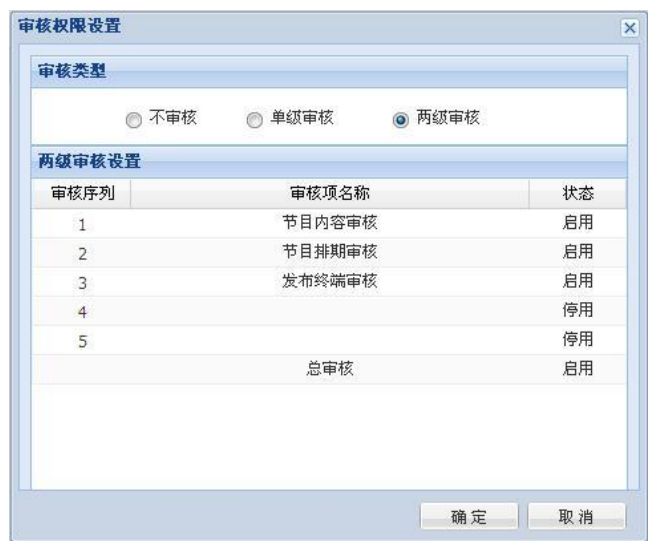 审核权限设置
审核类型
不审核 单级审核 两级审核
两级审核设置
审核序列 审核项名称 状态
1 节目内容审核 启用
2 节目排期审核 启用
3 发布终端审核 启用
4 停用
5 停用
总审核 启用
确定 取消